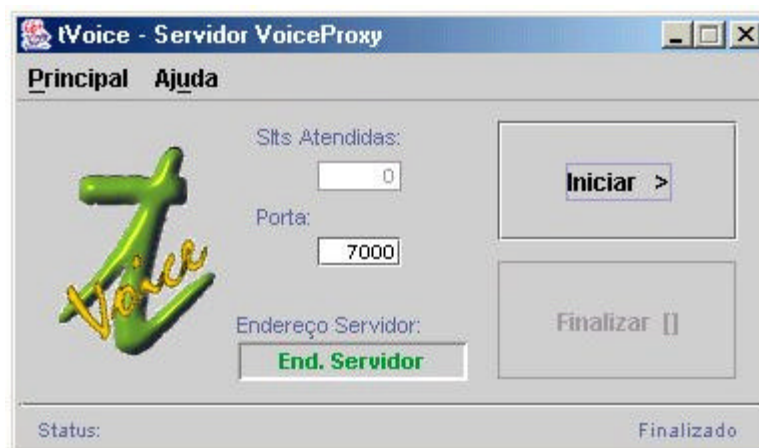 tVoice - Servidor VoiceProxy
Principal Ajuda
Slts Atendidas:
0
Porta:
7000
Endereço Servidor:
End. Servidor
Iniciar >
Finalizar []
t Voice
Status: Finalizado